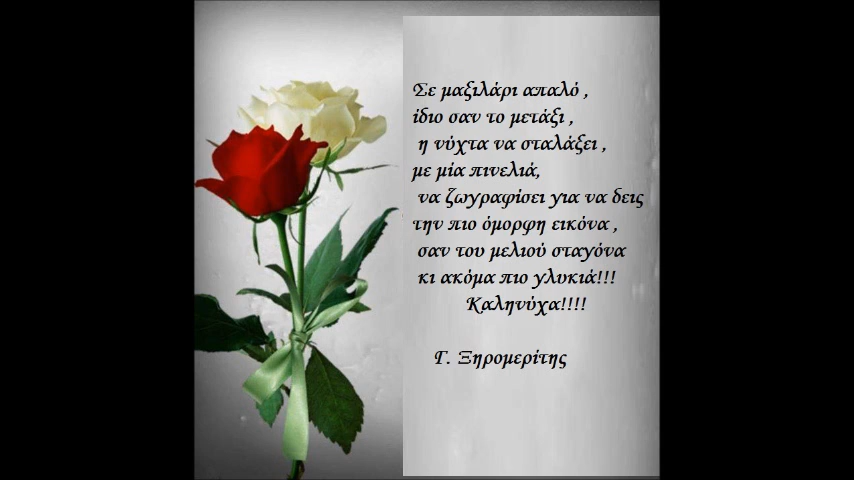 Σε μαξιλάρι απαλό ,
ίδιο σαν το μετάξι ,
η νύχτα να σταλάξει ,
με μία πινελιά,
να ζωγραφίσει για να δεις
την πιο όμορφη εικόνα ,
σαν του μελιού σταγόνα
κι ακόμα πιο γλυκιά!!!
Καληνύχα!!!!
Γ. Ξηρομερίτης